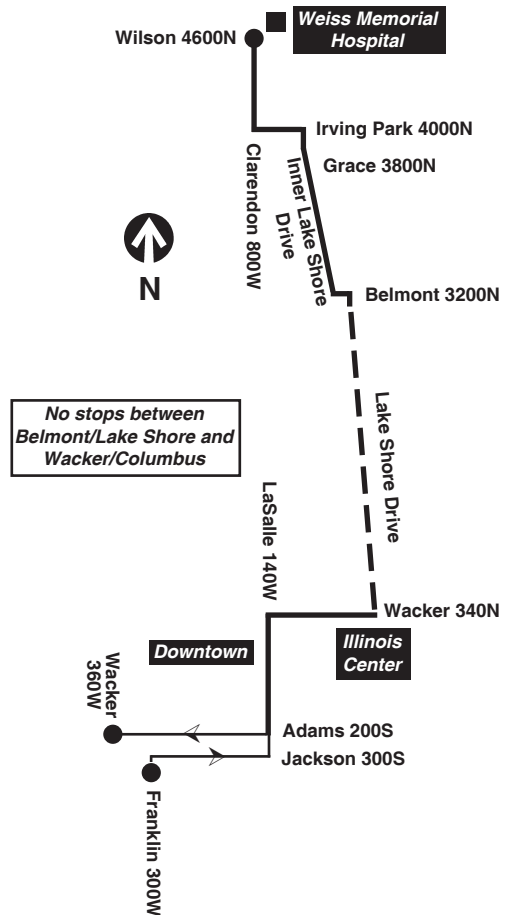 Weiss Memorial
Hospital
Wilson 4600N
Irving Park 4000N
Grace 3800N
Clarendon 800W
Inner Lake Shore
Drive
N
Belmont 3200N
No stops between
Belmont/Lake Shore and
Wacker/Columbus
Lake Shore Drive
LaSalle 140W
Wacker 340N
Downtown
Illinois
Center
Wacker
360W
Adams 200S
Jackson 300S
Franklin 300W